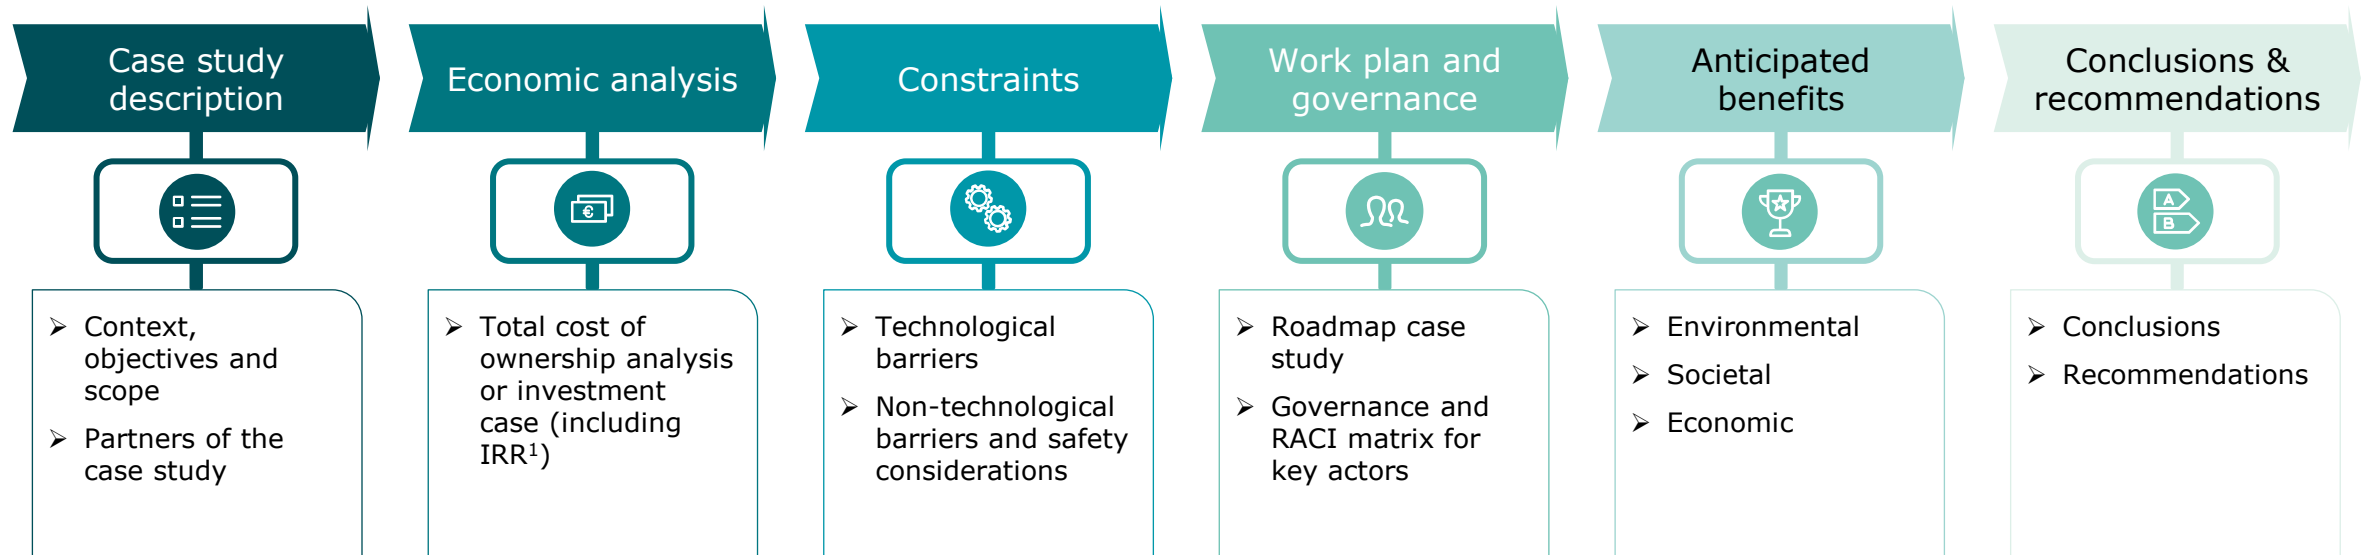 Case study
description
Economic analysis
Constraints
Work plan and
governance
Anticipated
benefits
Conclusions &
recommendations
€
A
B
➢ Context,
objectives and
scope
➢ Partners of the
case study
➢ Total cost of
ownership analysis
or investment
case (including
IRR¹)
➢ Technological
barriers
➢ Non-technological
barriers and safety
considerations
➢ Roadmap case
study
➢ Governance and
RACI matrix for
key actors
➢ Environmental
➢ Societal
➢ Economic
➢ Conclusions
➢ Recommendations